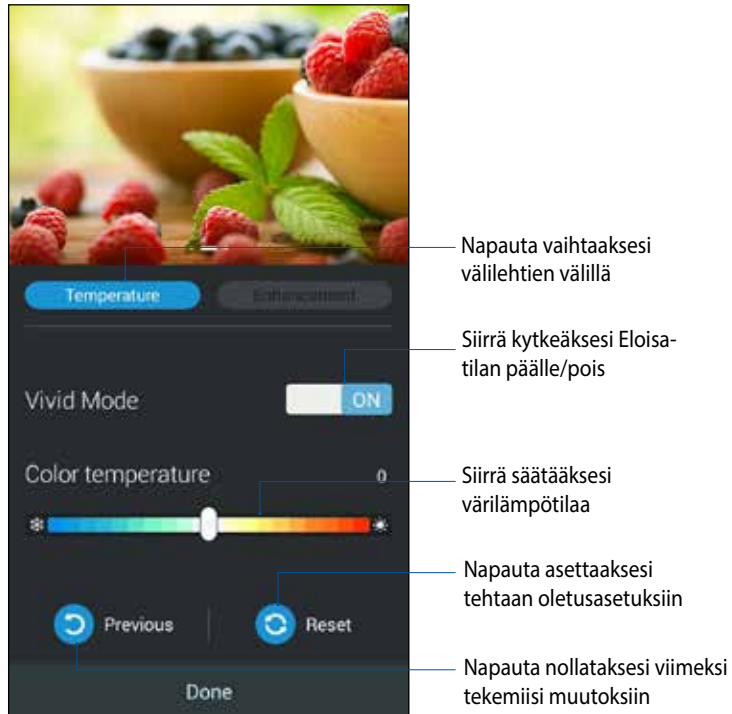 Napauta vaihtaaksesi
välilehtien välillä
Temperature
Enhancement
Siirrä kytkeäksesi Eloisa-
tilan päälle/pois
Vivid Mode
ON
Color temperature
0
Siirrä säätääksesi
värilämpötilaa
Napauta asettaaksesi
tehtaan oletusasetuksiin
Previous
Reset
Napauta nollataksesi viimeksi
tekemiisi muutoksiin
Done